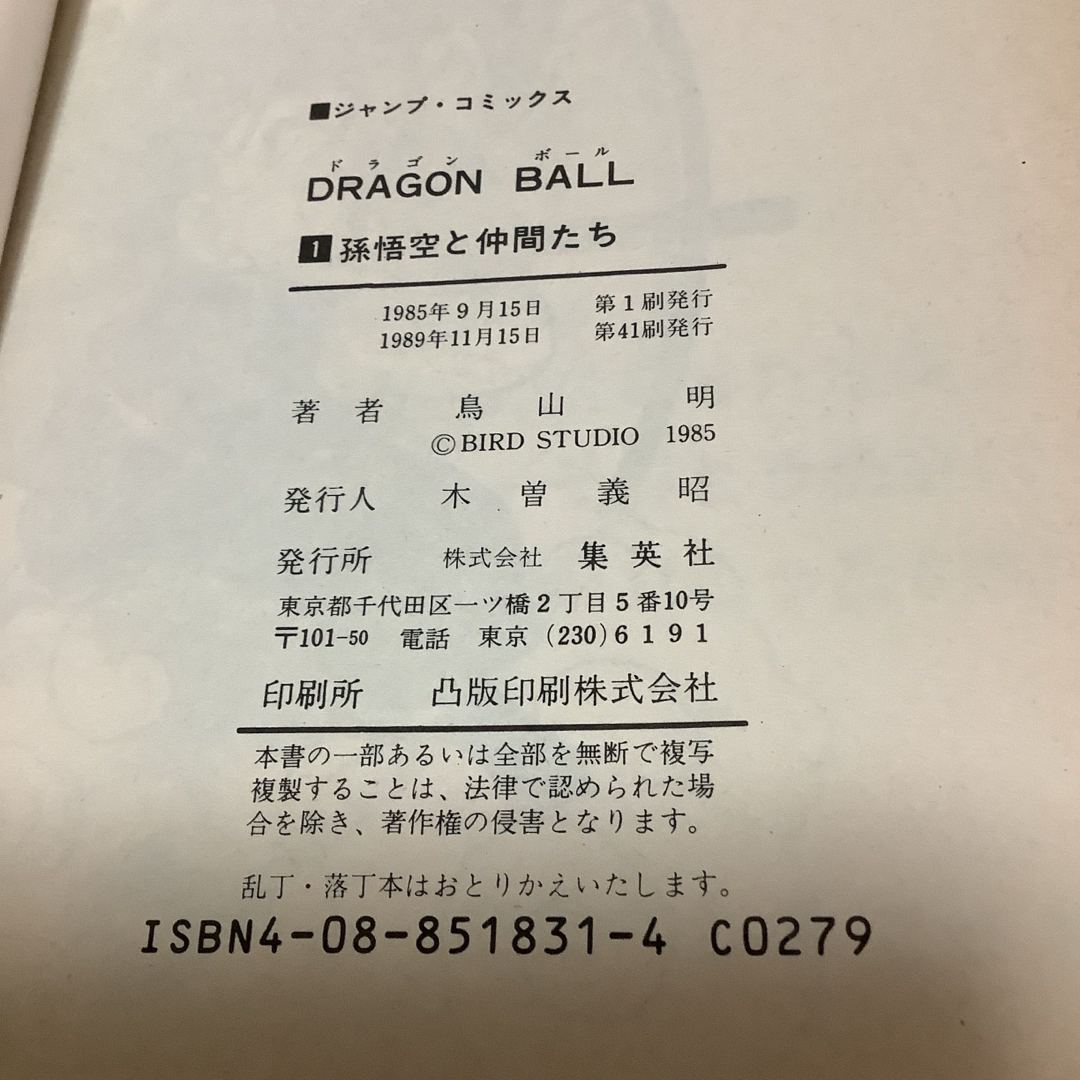 ■ジャンプ・コミックス
ドラゴン ボール
DRAGON BALL
1 孫悟空と仲間たち
1985年9月15日 第1刷発行
1989年11月15日 第41刷発行
著者 鳥山明
©BIRD STUDIO 1985
発行人 木曽義昭
発行所 株式会社 集英社
東京都千代田区一ツ橋2丁目5番10号
〒101-50 電話 東京(230)6191
印刷所 凸版印刷株式会社
本書の一部あるいは全部を無断で複写
複製することは、法律で認められた場
合を除き、著作権の侵害となります。
乱丁・落丁本はおとりかえいたします。
ISBN4-08-851831-4 C0279